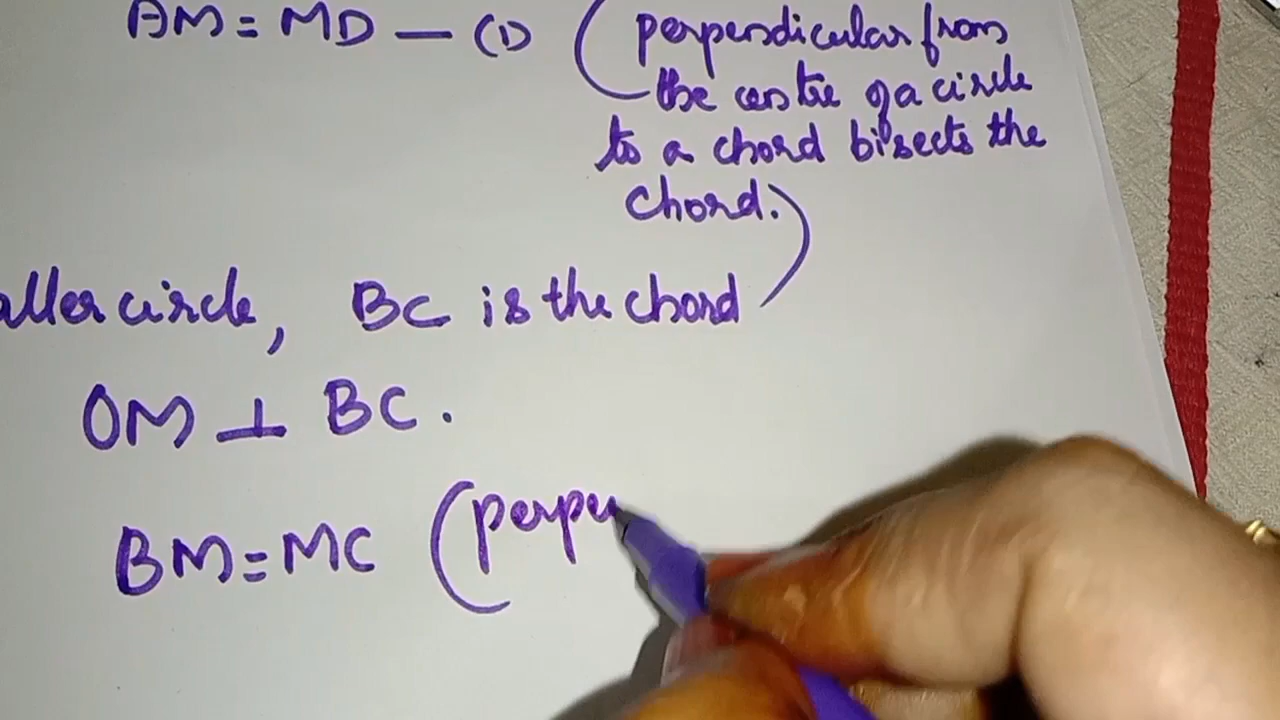 AM = MD — (1) (perpendicular from
the centre of a circle
to a chord bisects the
chord.)
aller circle, BC is the chord
OM ⊥ BC.
BM = MC (perpe